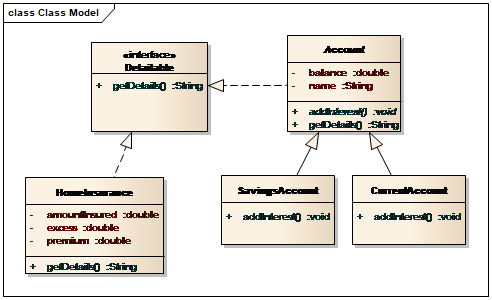 class Class Model
«interface»
Detailable
+ getDetails() :String
Account
- balance :double
- name :String
+ addInterest() :void
+ getDetails() :String
HomeInsurance
- amountInsured :double
- excess :double
- premium :double
+ getDetails() :String
SavingsAccount
+ addInterest() :void
CurrentAccount
+ addInterest() :void